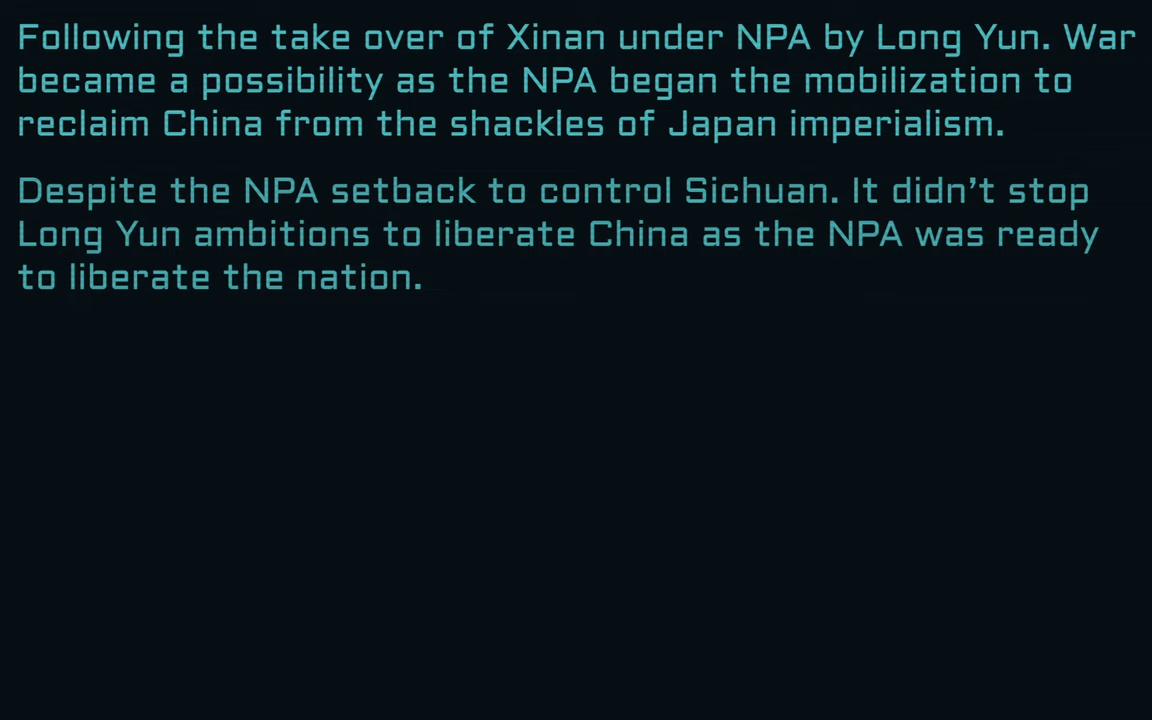 Following the take over of Xinan under NPA by Long Yun. War
became a possibility as the NPA began the mobilization to
reclaim China from the shackles of Japan imperialism.
Despite the NPA setback to control Sichuan. It didn’t stop
Long Yun ambitions to liberate China as the NPA was ready
to liberate the nation.